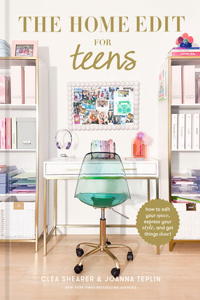 THE HOME EDIT
FOR
teens
how to edit
your space,
express your
style, and get
things done!
CLEA SHEARER & JOANNA TEPLIN
NEW YORK TIMES BESTSELLING AUTHORS